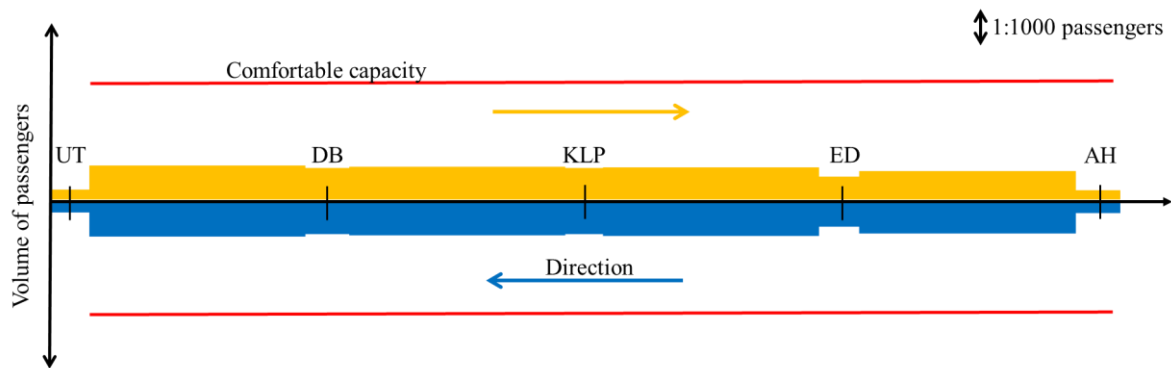 1:1000 passengers
Comfortable capacity
UT
DB
KLP
ED
AH
Volume of passengers
Direction